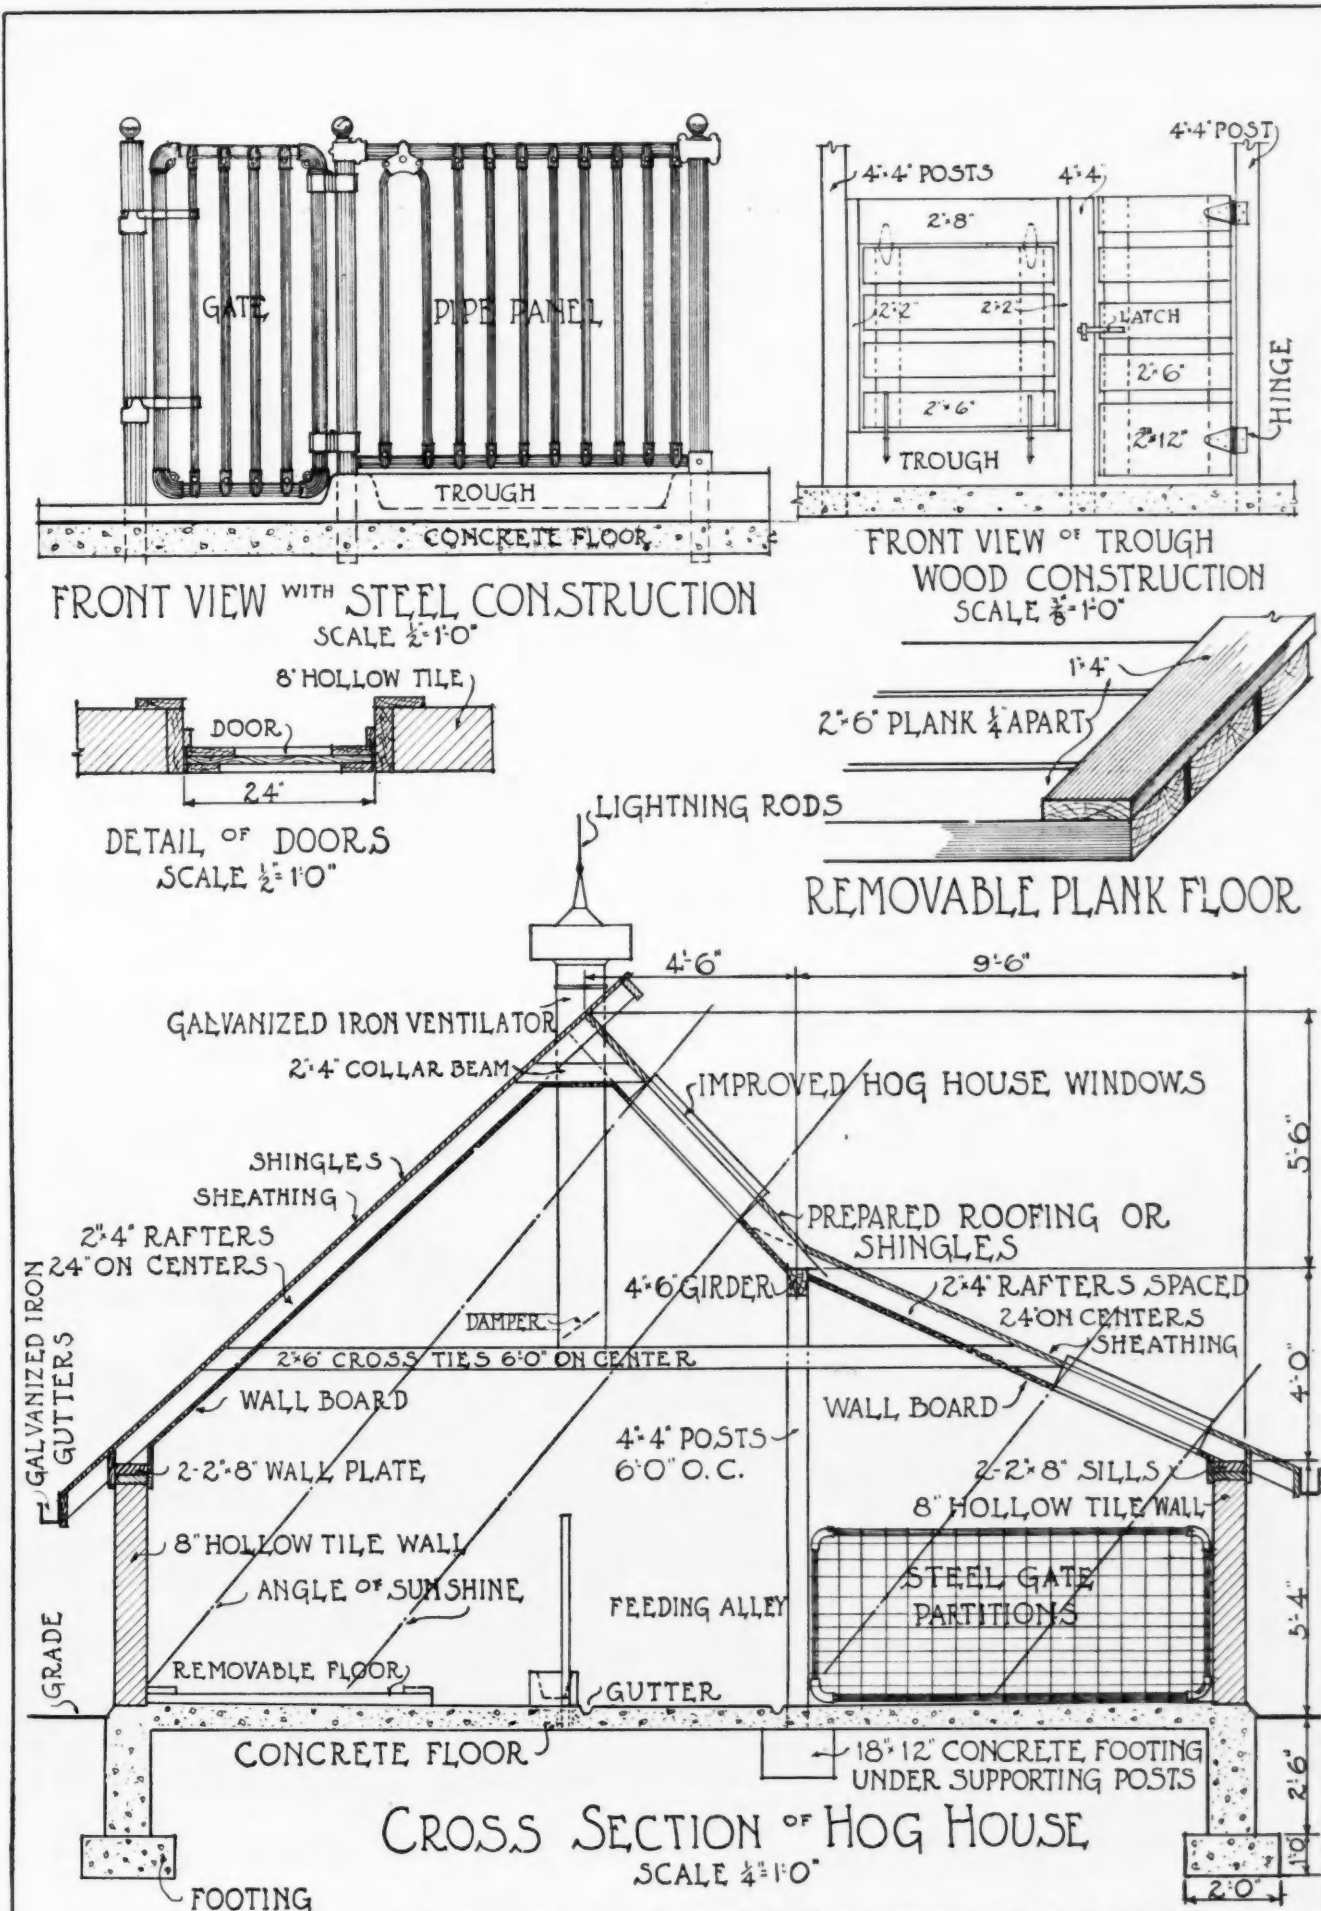 GATE
PIPE PANEL
TROUGH
CONCRETE FLOOR
FRONT VIEW WITH STEEL CONSTRUCTION
SCALE ½"=1'-0"
4"×4" POST
4"×4" POSTS
4"×4"
2"×8"
2"×2"
2"×2"
LATCH
2"×6"
2"×6"
2"×12"
HINGE
TROUGH
FRONT VIEW OF TROUGH
WOOD CONSTRUCTION
SCALE ⅜"=1'-0"
8" HOLLOW TILE
DOOR
24"
DETAIL OF DOORS
SCALE ½"=1'0"
1"×4"
2"×6" PLANK ¼" APART
REMOVABLE PLANK FLOOR
LIGHTNING RODS
4'-6"
9'-6"
GALVANIZED IRON VENTILATOR
2"×4" COLLAR BEAM
IMPROVED HOG HOUSE WINDOWS
5'-6"
SHINGLES
SHEATHING
2"×4" RAFTERS
24" ON CENTERS
PREPARED ROOFING OR
SHINGLES
GALVANIZED IRON
GUTTERS
4"×6" GIRDER
2"×4" RAFTERS SPACED
24" ON CENTERS
SHEATHING
DAMPER
2"×6" CROSS TIES 6'-0" ON CENTER
4'-0"
WALL BOARD
WALL BOARD
4"×4" POSTS
6'-0" O.C.
2-2"×8" WALL PLATE
2-2"×8" SILLS
8" HOLLOW TILE WALL
8" HOLLOW TILE WALL
ANGLE OF SUNSHINE
FEEDING ALLEY
STEEL GATE
PARTITIONS
5'-4"
GRADE
REMOVABLE FLOOR
GUTTER
CONCRETE FLOOR
18"×12" CONCRETE FOOTING
UNDER SUPPORTING POSTS
2'-6"
CROSS SECTION OF HOG HOUSE
SCALE ¼"=1'-0"
1'-0"
2'-0"
FOOTING